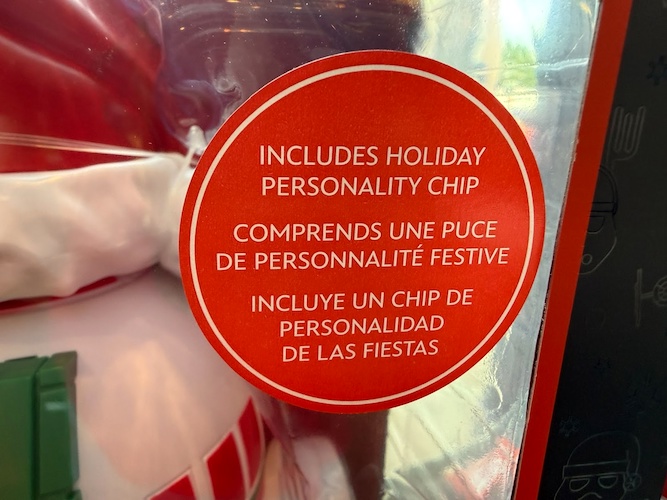 INCLUDES HOLIDAY
PERSONALITY CHIP
COMPRENDS UNE PUCE
DE PERSONNALITÉ FESTIVE
INCLUYE UN CHIP DE
PERSONALIDAD
DE LAS FIESTAS